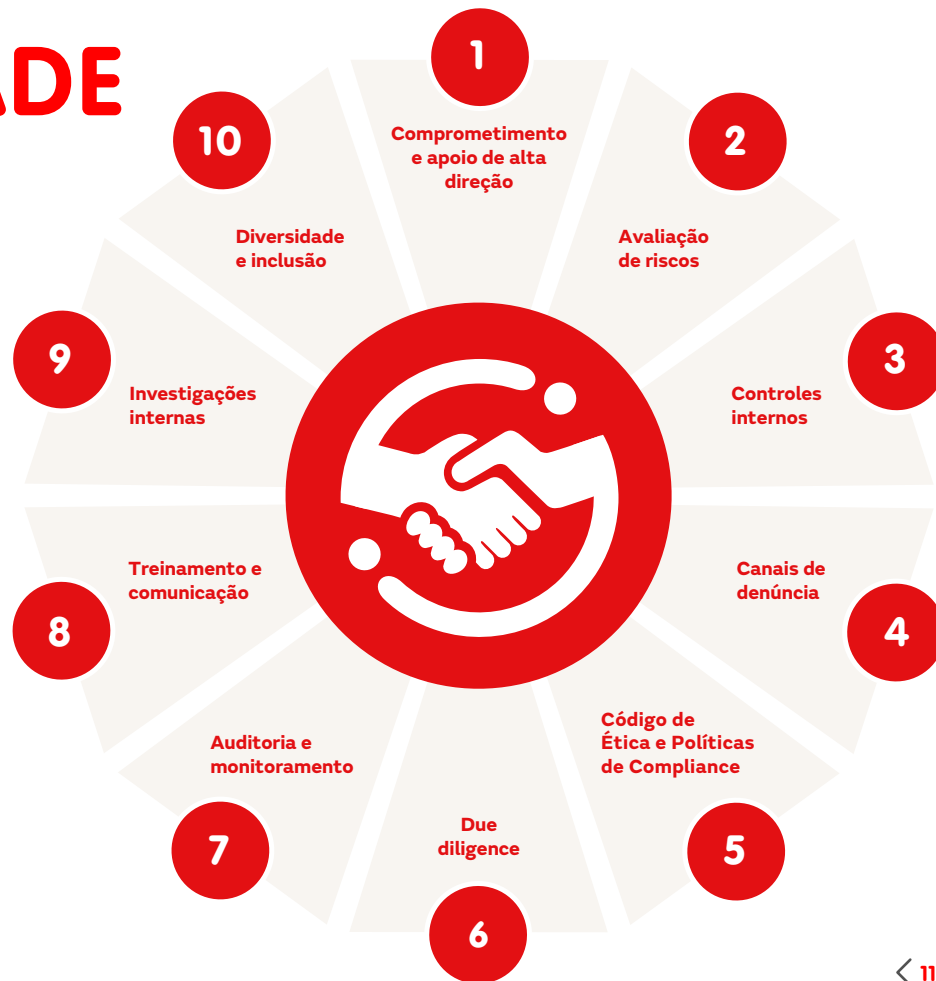 ADE
1
Comprometimento
e apoio de alta
direção
2
Avaliação
de riscos
3
Controles
internos
4
Canais de
denúncia
5
Código de
Ética e Políticas
de Compliance
6
Due
diligence
7
Auditoria e
monitoramento
8
Treinamento e
comunicação
9
Investigações
internas
10
Diversidade
e inclusão
11